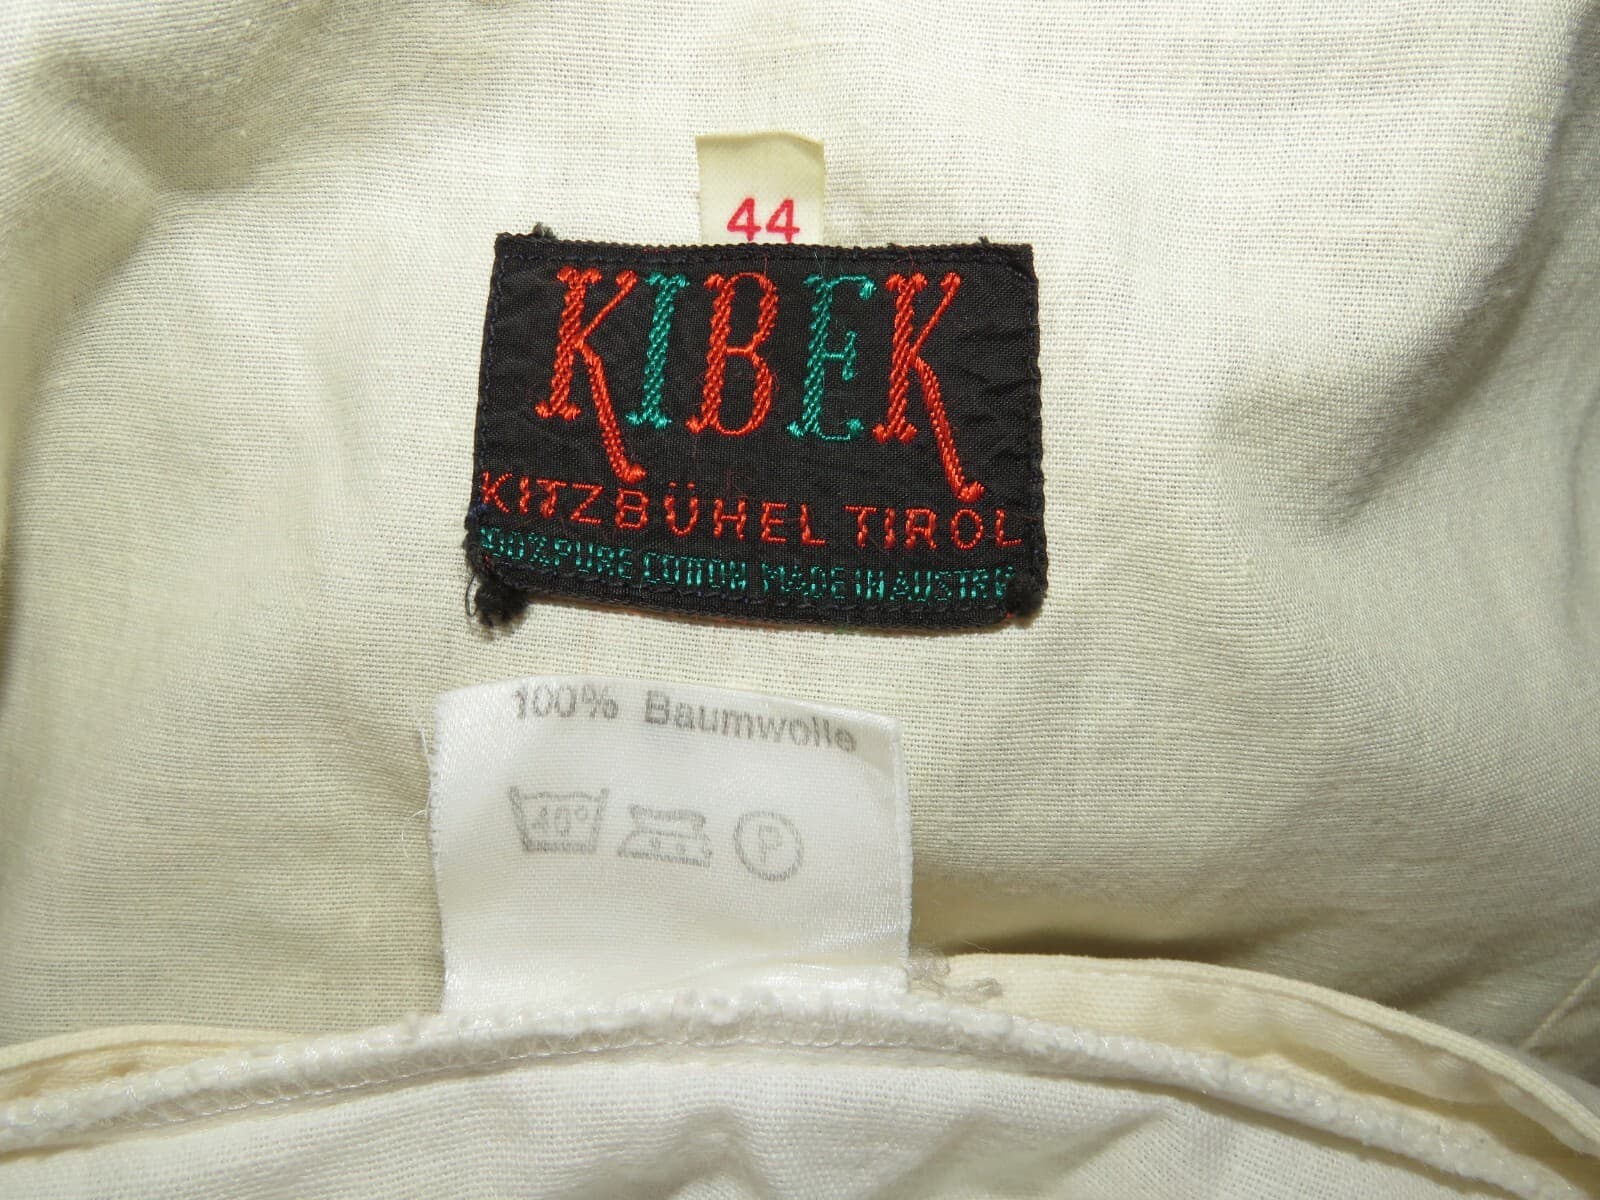 44
KIBEK
KITZBÜHEL TIROL
100% PURE COTTON MADE IN AUSTRIA
100% Baumwolle
40° P